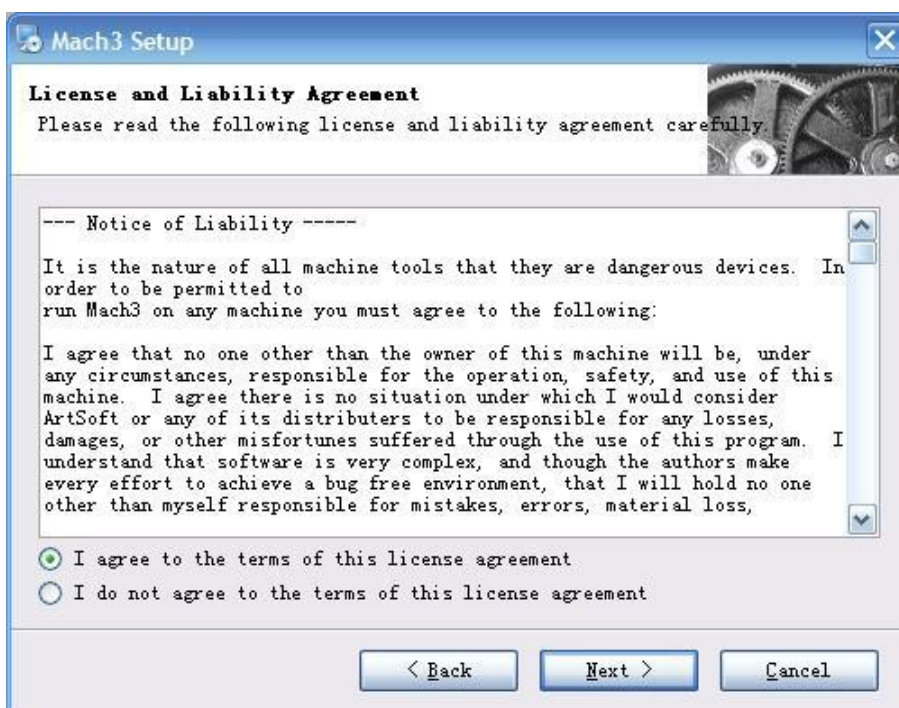 Mach3 Setup
License and Liability Agreement
Please read the following license and liability agreement carefully.
--- Notice of Liability -----
It is the nature of all machine tools that they are dangerous devices.  In
order to be permitted to
run Mach3 on any machine you must agree to the following:
I agree that no one other than the owner of this machine will be, under
any circumstances, responsible for the operation, safety, and use of this
machine.  I agree there is no situation under which I would consider
ArtSoft or any of its distributers to be responsible for any losses,
damages, or other misfortunes suffered through the use of this program.  I
understand that software is very complex, and though the authors make
every effort to achieve a bug free environment, that I will hold no one
other than myself responsible for mistakes, errors, material loss,
I agree to the terms of this license agreement
I do not agree to the terms of this license agreement
< Back
Next >
Cancel